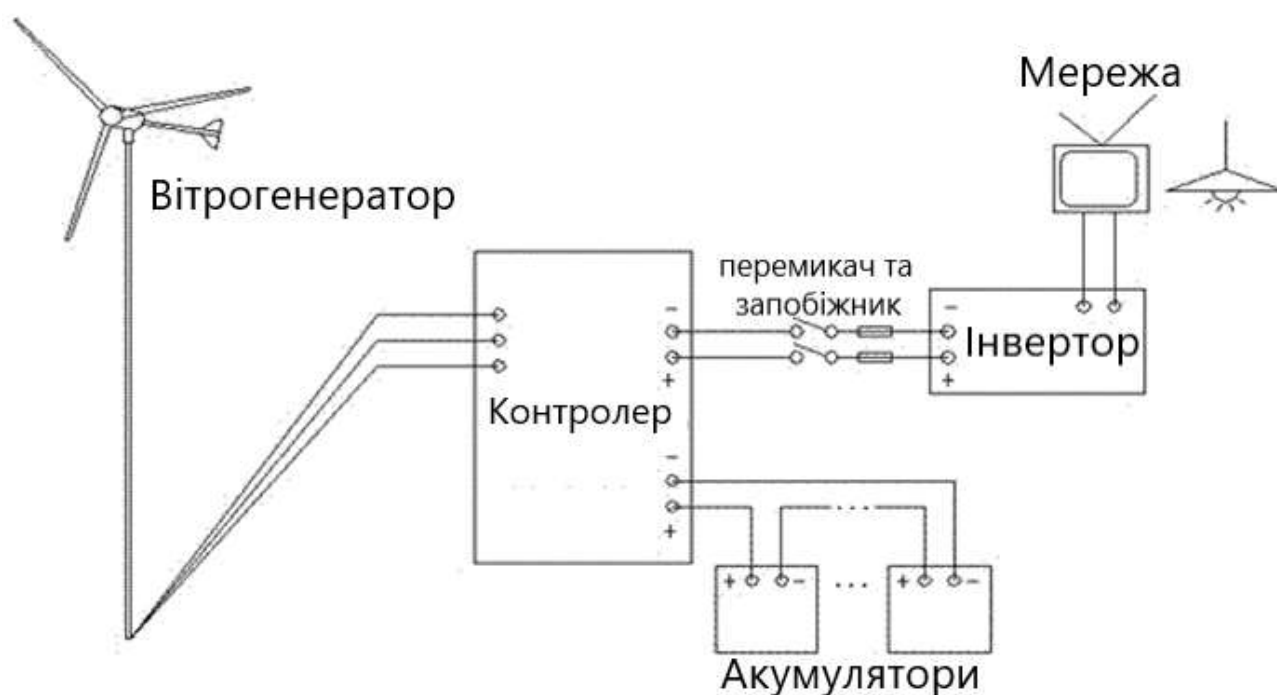 Мережа
Вітрогенератор
перемикач та
запобіжник
-
+
-
+
Інвертор
Контролер
-
+
+ - ... + -
...
Акумулятори